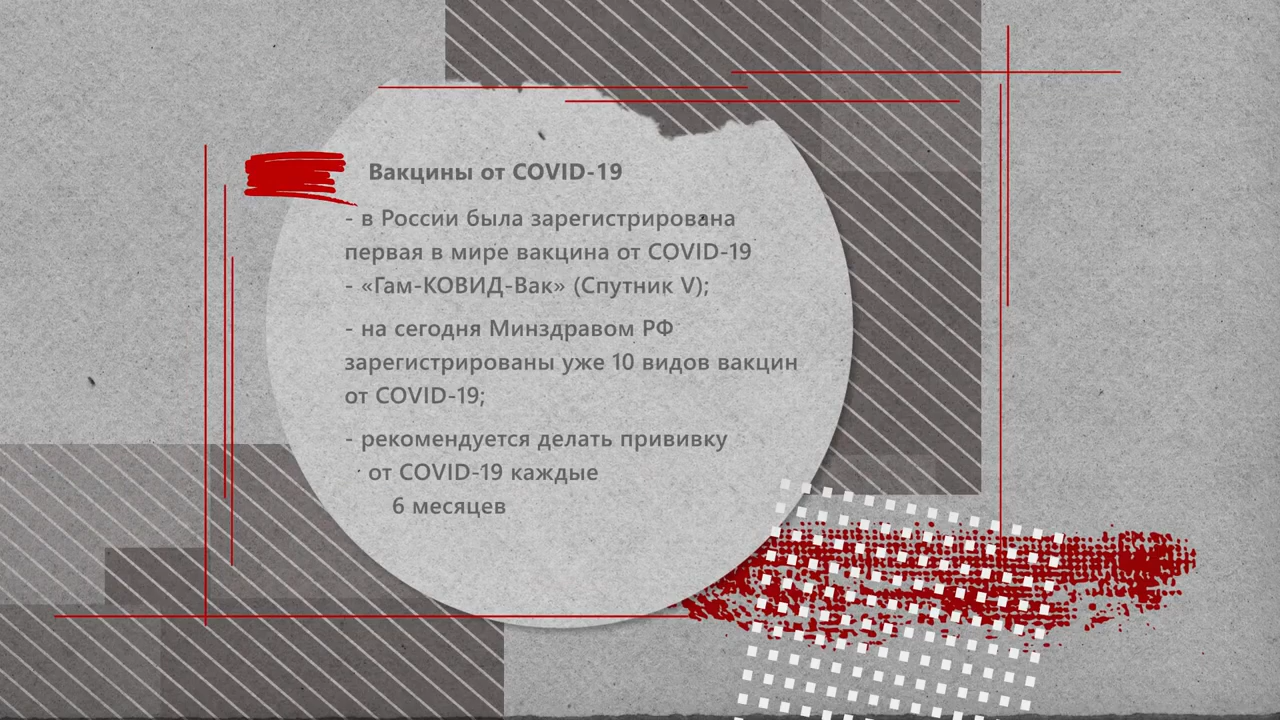 Вакцины от COVID-19
- в России была зарегистрирована
первая в мире вакцина от COVID-19
- «Гам-КОВИД-Вак» (Спутник V);
- на сегодня Минздравом РФ
зарегистрированы уже 10 видов вакцин
от COVID-19;
- рекомендуется делать прививку
от COVID-19 каждые
6 месяцев